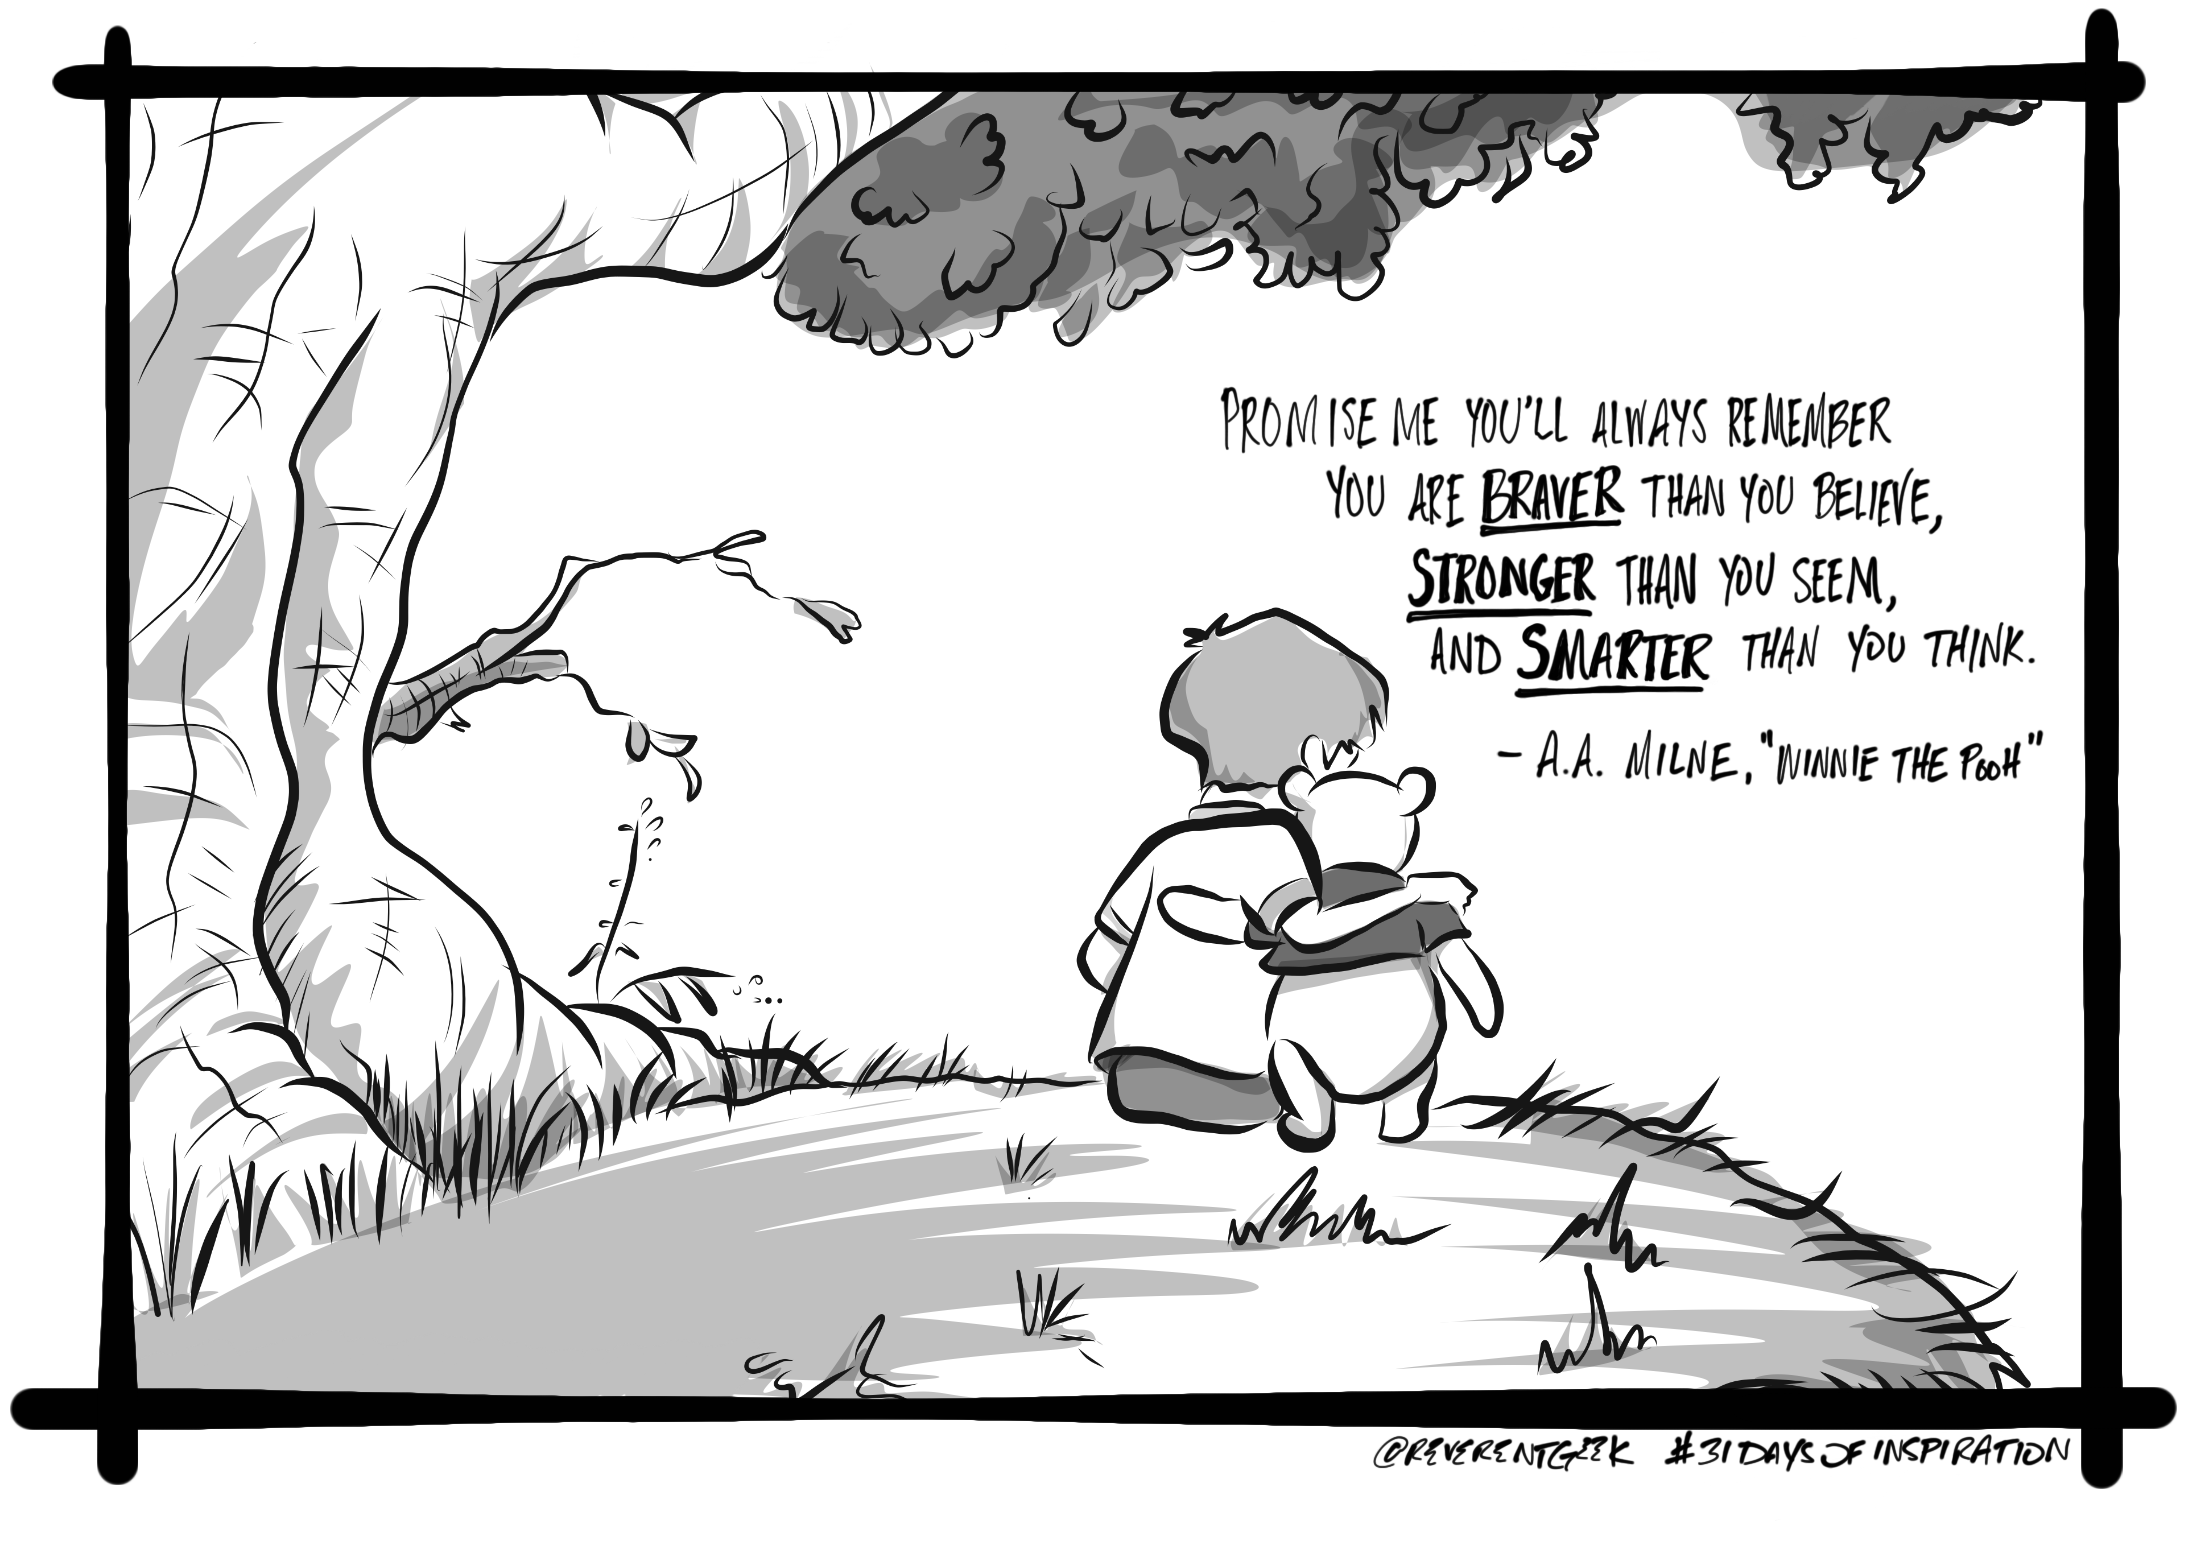 PROMISE ME YOU'LL ALWAYS REMEMBER
YOU ARE BRAVER THAN YOU BELIEVE,
STRONGER THAN YOU SEEM,
AND SMARTER THAN YOU THINK.
- A.A. MILNE, "WINNIE THE POOH"
@REVERENTGEEK #31DAYSOFINSPIRATION